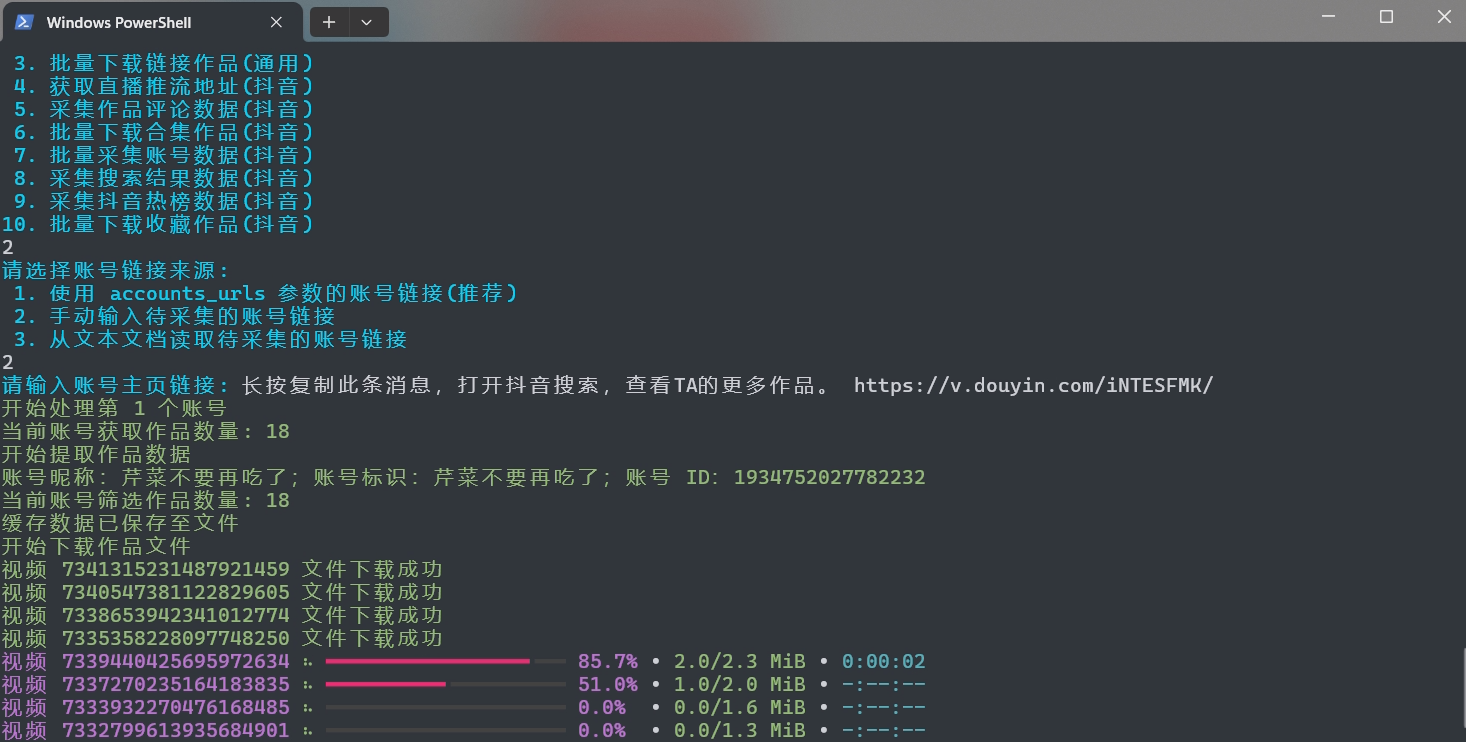 Windows PowerShell
3. 批量下载链接作品(通用)
4. 获取直播推流地址(抖音)
5. 采集作品评论数据(抖音)
6. 批量下载合集作品(抖音)
7. 批量采集账号数据(抖音)
8. 采集搜索结果数据(抖音)
9. 采集抖音热榜数据(抖音)
10. 批量下载收藏作品(抖音)
2
请选择账号链接来源:
1. 使用 accounts_urls 参数的账号链接(推荐)
2. 手动输入待采集的账号链接
3. 从文本文档读取待采集的账号链接
2
请输入账号主页链接: 长按复制此条消息，打开抖音搜索，查看TA的更多作品。 https://v.douyin.com/iNTESFMK/
开始处理第 1 个账号
当前账号获取作品数量: 18
开始提取作品数据
账号昵称：芹菜不要再吃了；账号标识：芹菜不要再吃了；账号 ID：1934752027782232
当前账号筛选作品数量: 18
缓存数据已保存至文件
开始下载作品文件
视频 7341315231487921459 文件下载成功
视频 7340547381122829605 文件下载成功
视频 7338653942341012774 文件下载成功
视频 7335358228097748250 文件下载成功
视频 7339440425695972634 85.7% • 2.0/2.3 MiB • 0:00:02
视频 7337270235164183835 51.0% • 1.0/2.0 MiB • -:--:--
视频 7333932270476168485 0.0% • 0.0/1.6 MiB • -:--:--
视频 7332799613935684901 0.0% • 0.0/1.3 MiB • -:--:--